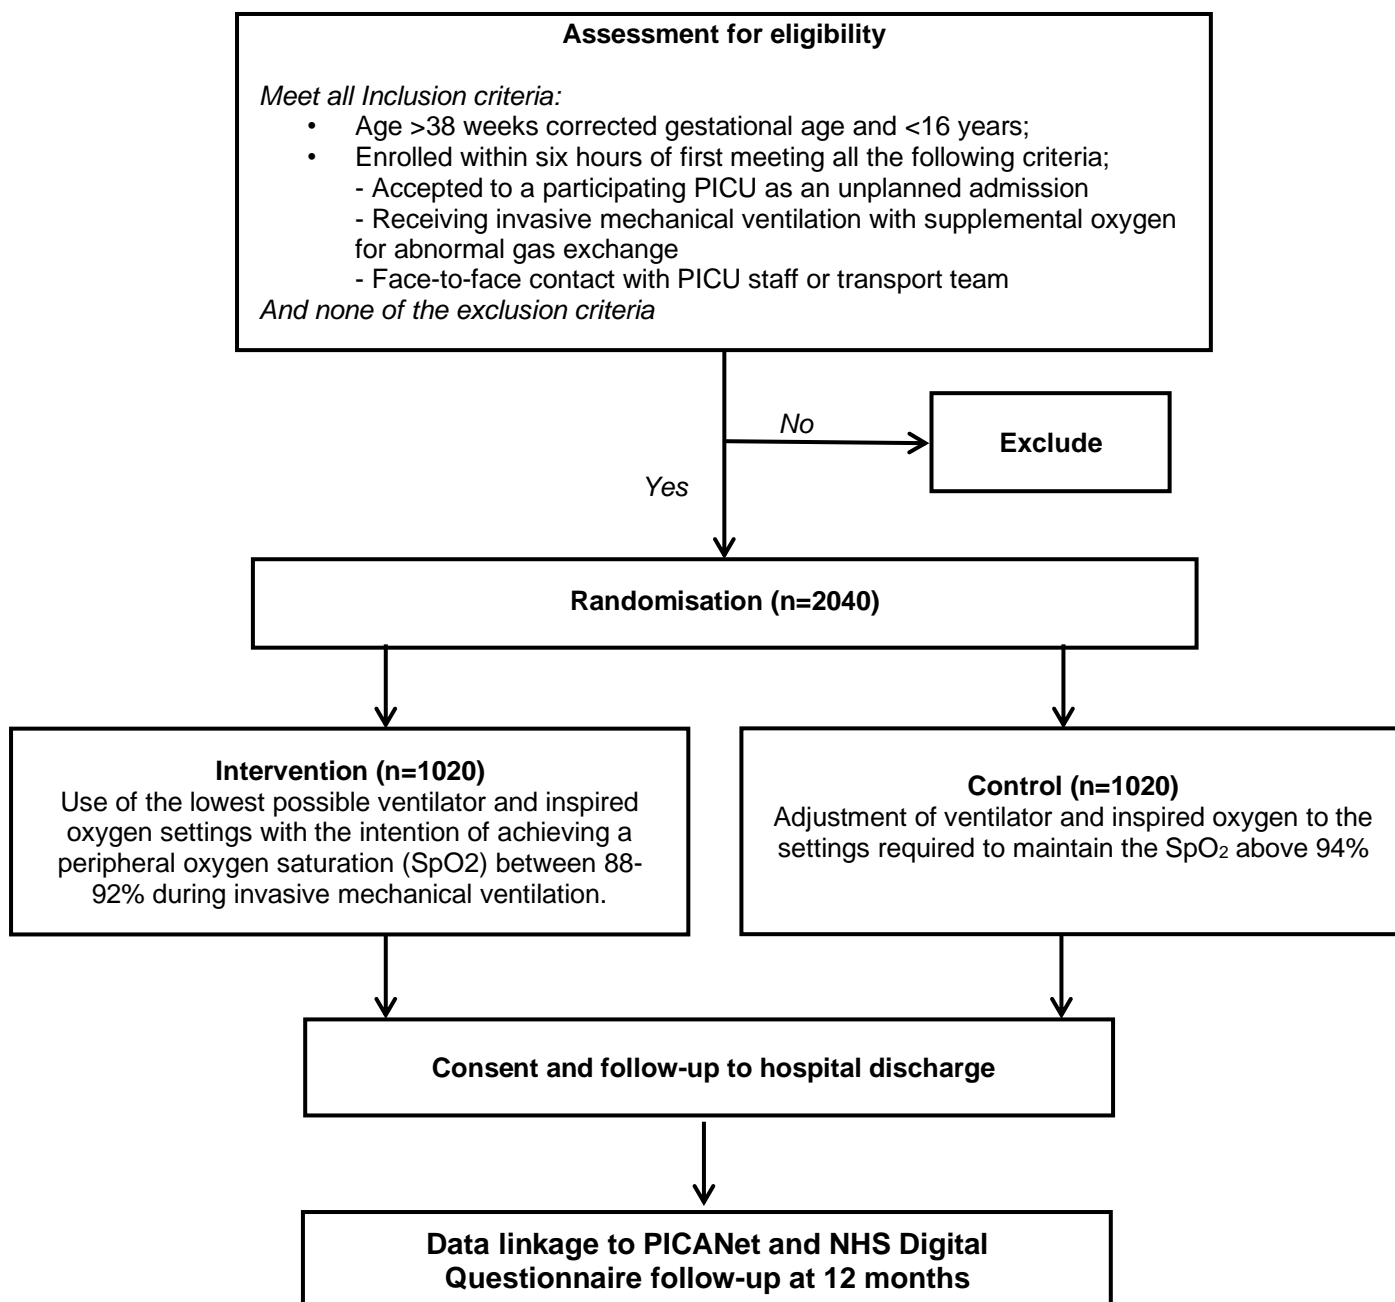 Assessment for eligibility
Meet all Inclusion criteria:
• Age >38 weeks corrected gestational age and <16 years;
• Enrolled within six hours of first meeting all the following criteria;
- Accepted to a participating PICU as an unplanned admission
- Receiving invasive mechanical ventilation with supplemental oxygen
for abnormal gas exchange
- Face-to-face contact with PICU staff or transport team
And none of the exclusion criteria
No
Exclude
Yes
Randomisation (n=2040)
Intervention (n=1020)
Use of the lowest possible ventilator and inspired
oxygen settings with the intention of achieving a
peripheral oxygen saturation (SpO2) between 88-
92% during invasive mechanical ventilation.
Control (n=1020)
Adjustment of ventilator and inspired oxygen to the
settings required to maintain the SpO₂ above 94%
Consent and follow-up to hospital discharge
Data linkage to PICANet and NHS Digital
Questionnaire follow-up at 12 months